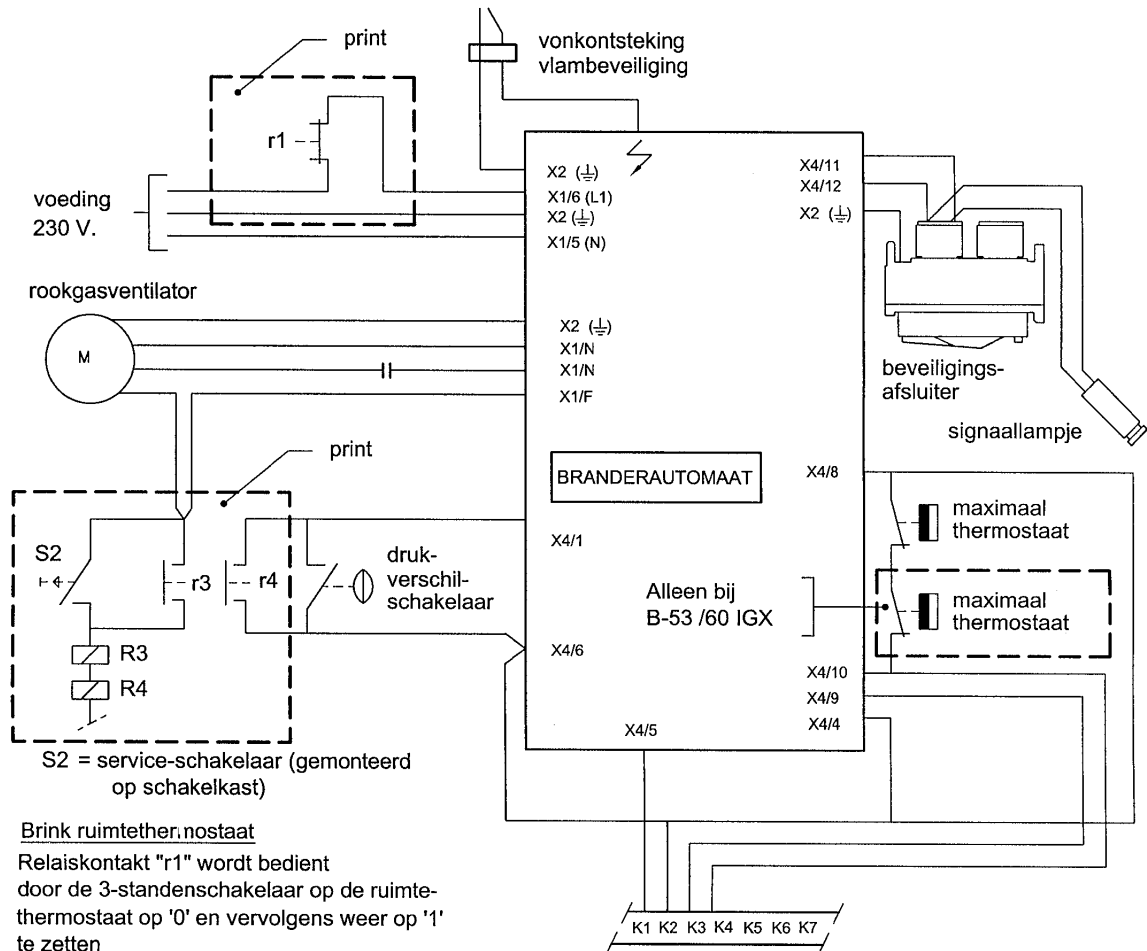 print
vonkontsteking
vlambeveiliging
r1
voeding
230 V.
X2 (⏚)
X1/6 (L1)
X2 (⏚)
X1/5 (N)
X4/11
X4/12
X2 (⏚)
rookgasventilator
M
X2 (⏚)
X1/N
X1/N
X1/F
beveiligings-
afsluiter
signaallampje
print
BRANDERAUTOMAAT
X4/8
maximaal
thermostaat
S2
r3
r4
druk-
verschil-
schakelaar
X4/1
Alleen bij
B-53 /60 IGX
maximaal
thermostaat
R3
R4
X4/6
X4/10
X4/9
X4/4
X4/5
S2 = service-schakelaar (gemonteerd
op schakelkast)
Brink ruimtethermostaat
Relaiskontakt "r1" wordt bedient
door de 3-standenschakelaar op de ruimte-
thermostaat op '0' en vervolgens weer op '1'
te zetten
K1 K2 K3 K4 K5 K6 K7